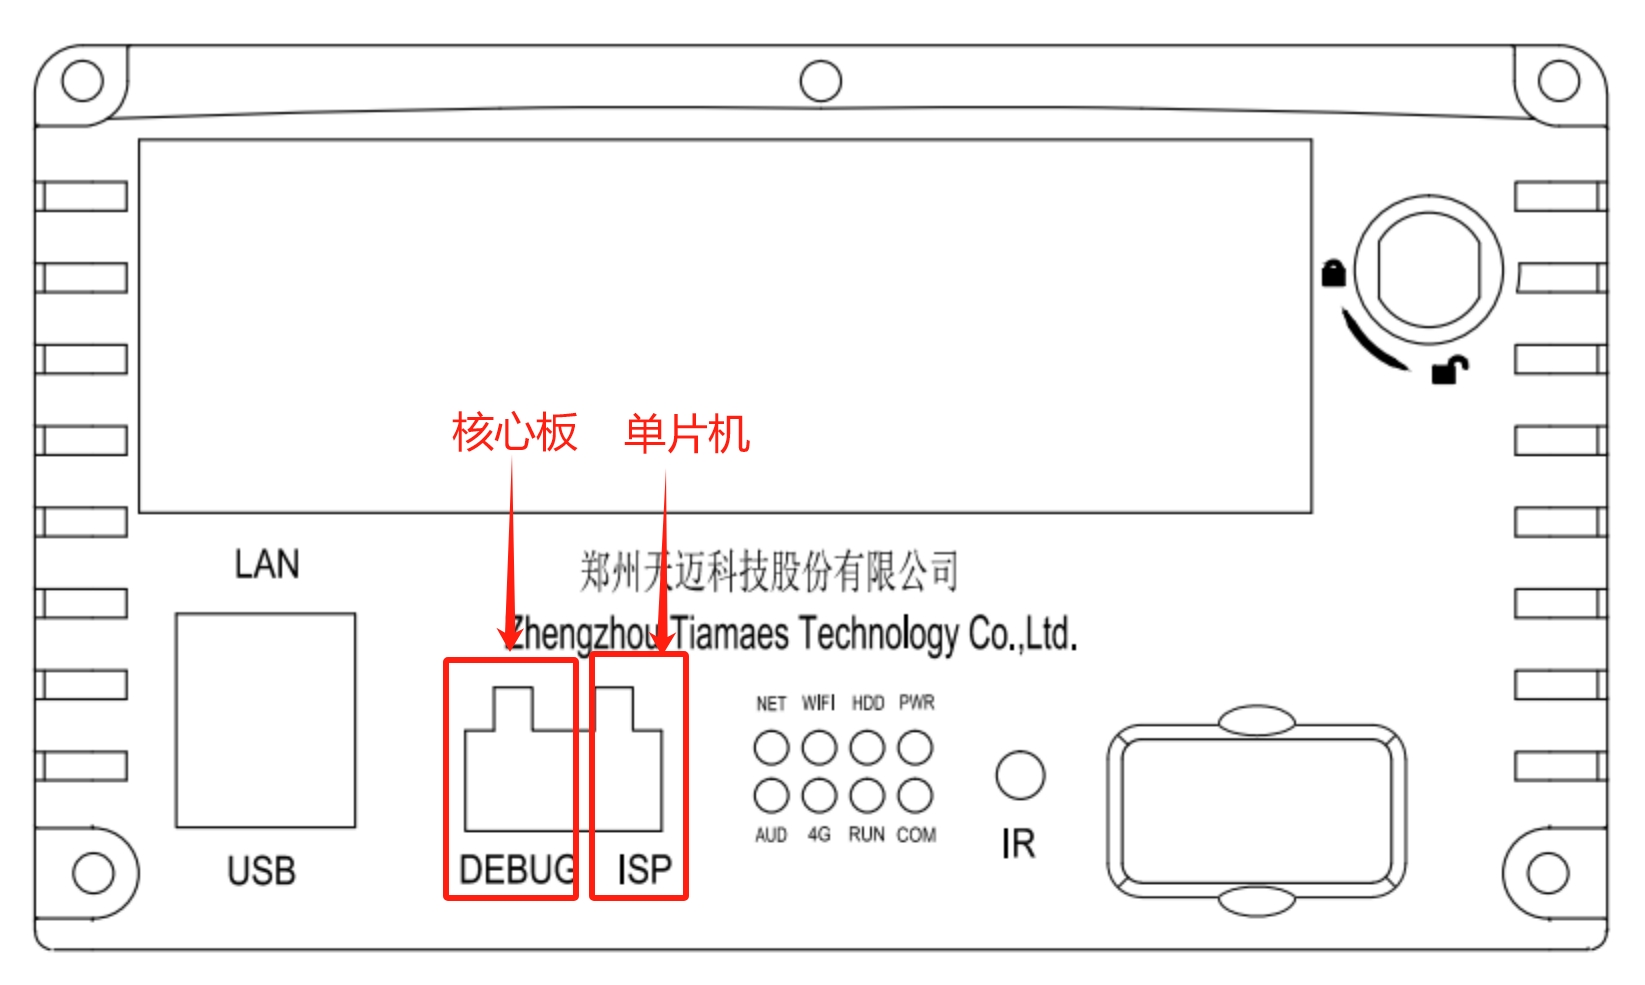 核心板 单片机
LAN
郑州天迈科技股份有限公司
Zhengzhou Tiamaes Technology Co.,Ltd.
NET WIFI HDD PWR
AUD 4G RUN COM
IR
USB
DEBUG ISP